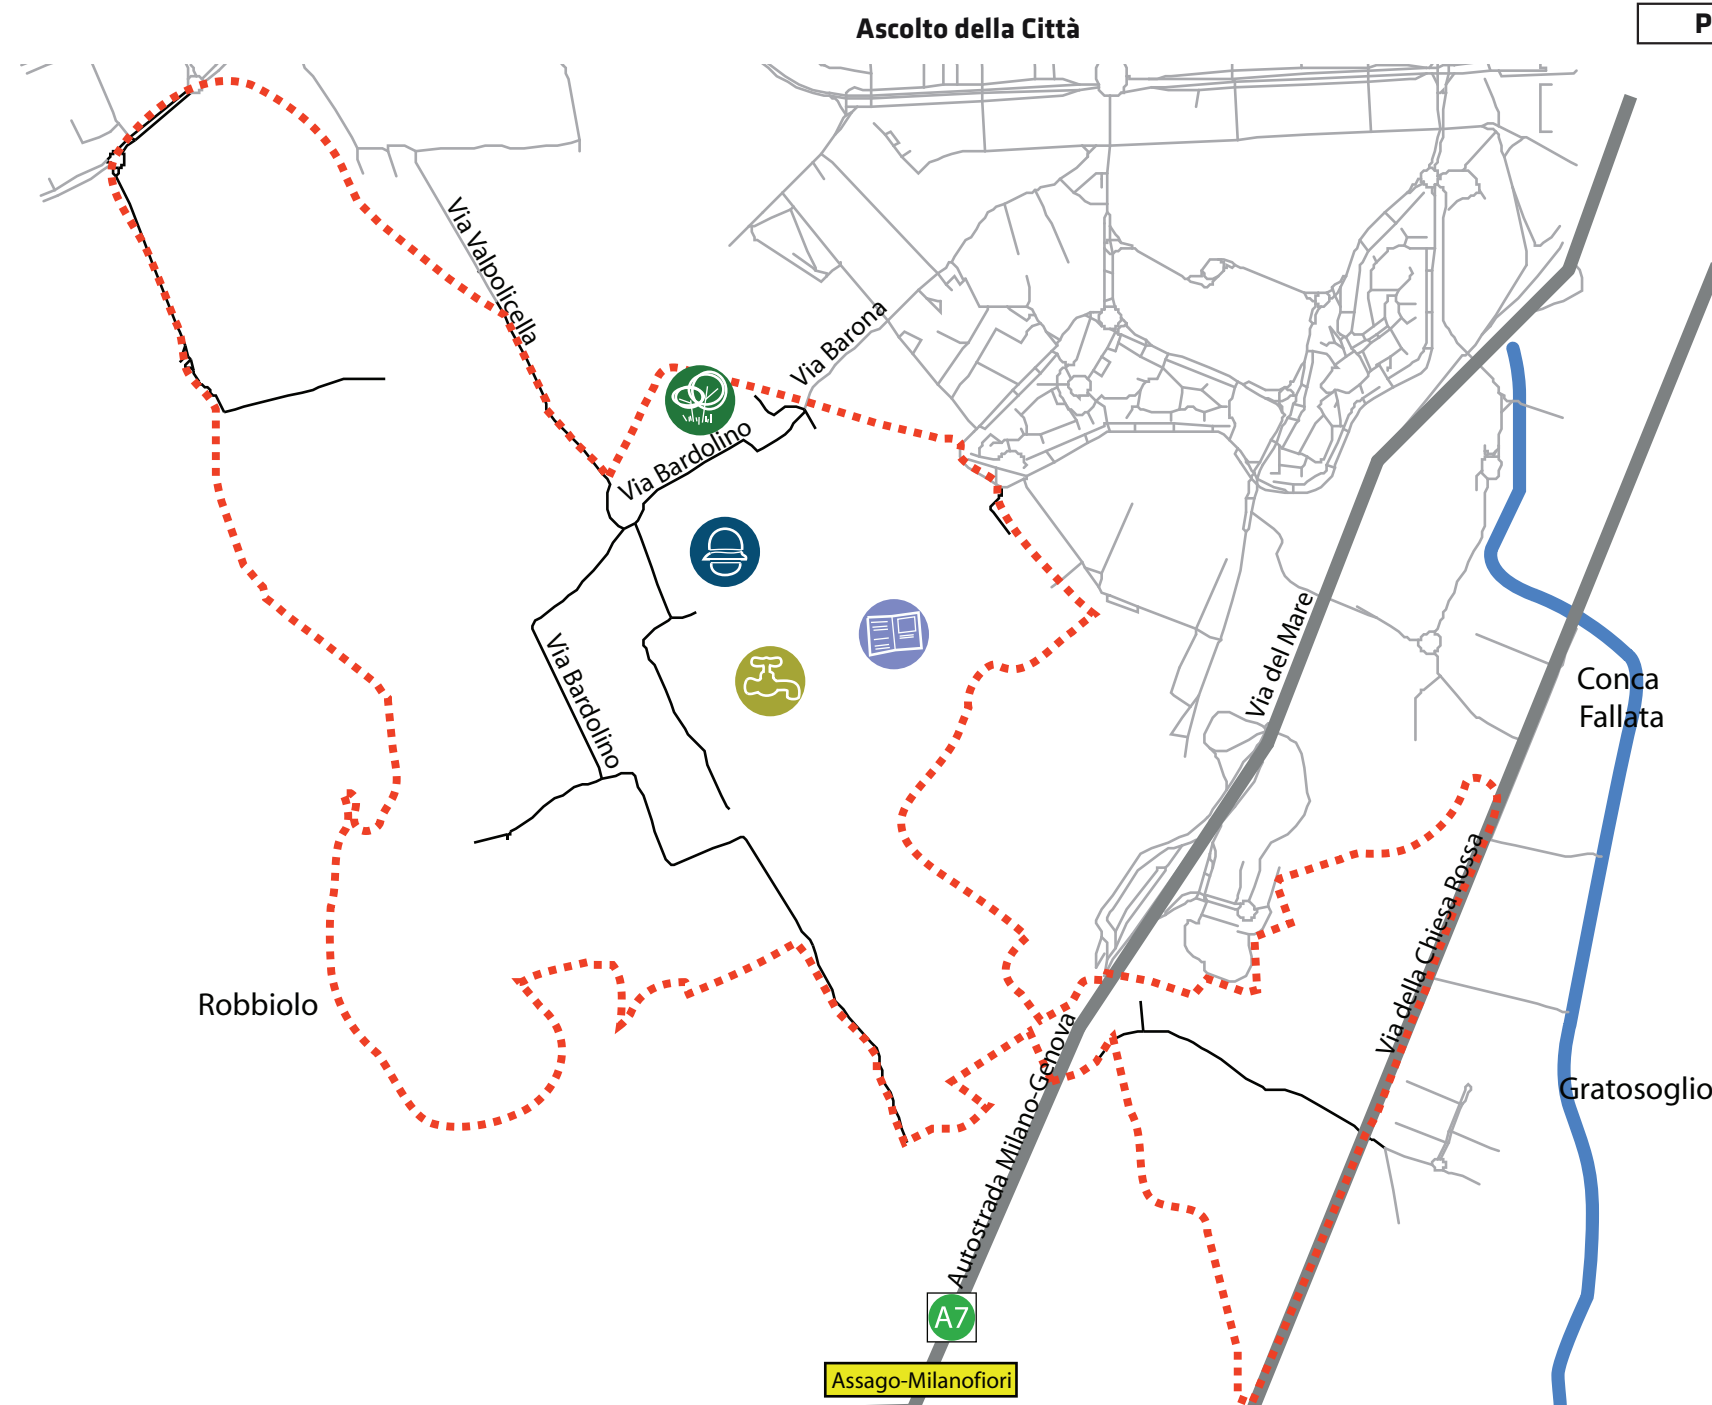 Ascolto della Città
P
Via Valpolicella
Via Barona
Via Bardolino
Via Bardolino
Via del Mare
Conca
Fallata
Via della Chiesa Rossa
Robbiolo
Autostrada Milano-Genova
Gratosoglio
A7
Assago-Milanofiori